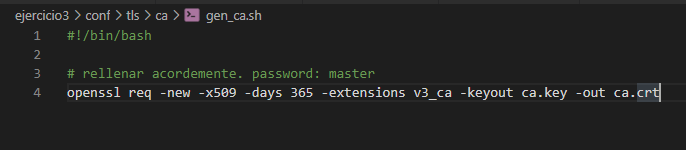 ejercicio3 > conf > tls > ca > gen_ca.sh
1 #!/bin/bash
2
3 # rellenar acordemente. password: master
4 openssl req -new -x509 -days 365 -extensions v3_ca -keyout ca.key -out ca.crt